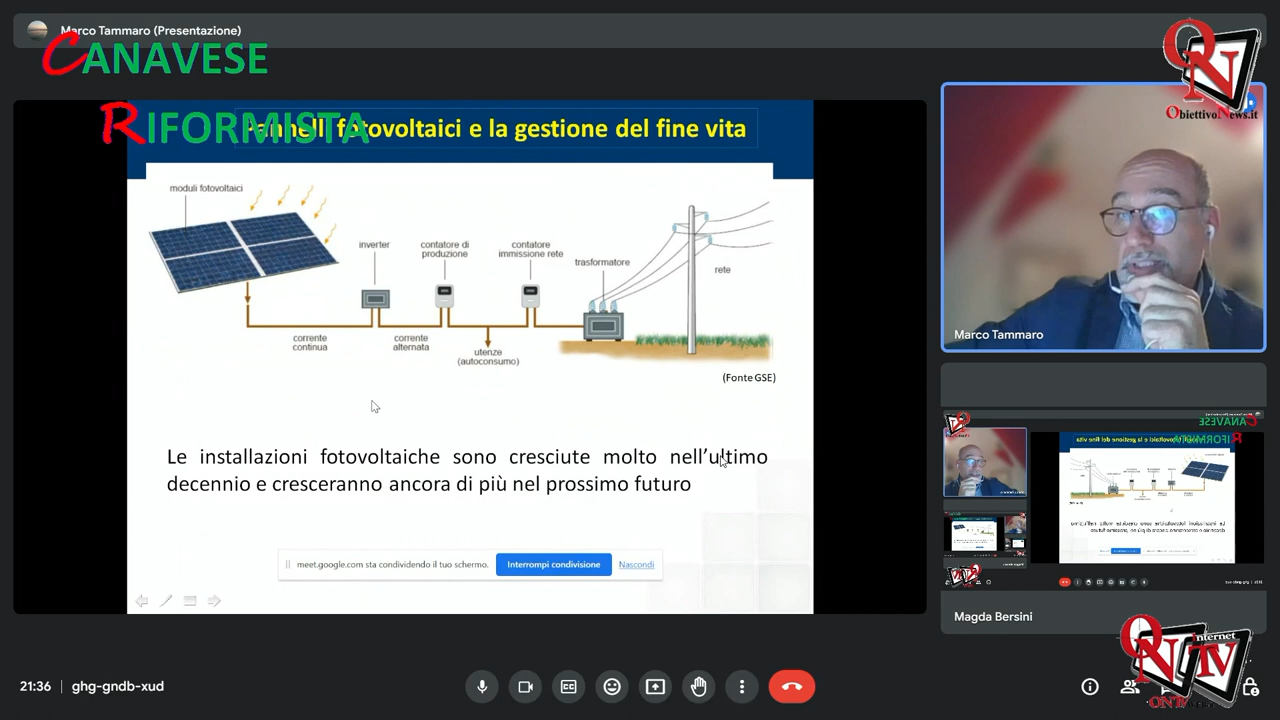 Marco Tammaro (Presentazione)
CANAVESE
RIFORMISTA
fotovoltaici e la gestione del fine vita
moduli fotovoltaici
inverter
contatore di
produzione
contatore
immissione rete
trasformatore
rete
corrente
continua
corrente
alternata
utenze
(autoconsumo)
(Fonte GSE)
Le installazioni fotovoltaiche sono cresciute molto nell'ultimo
decennio e cresceranno ancora di più nel prossimo futuro
meet.google.com sta condividendo il tuo schermo.
Interrompi condivisione
Nascondi
ObiettivoNews.it
Marco Tammaro
CANAVESE
RIFORMISTA
Magda Bersini
21:36 | ghg-gndb-xud
internet
TV